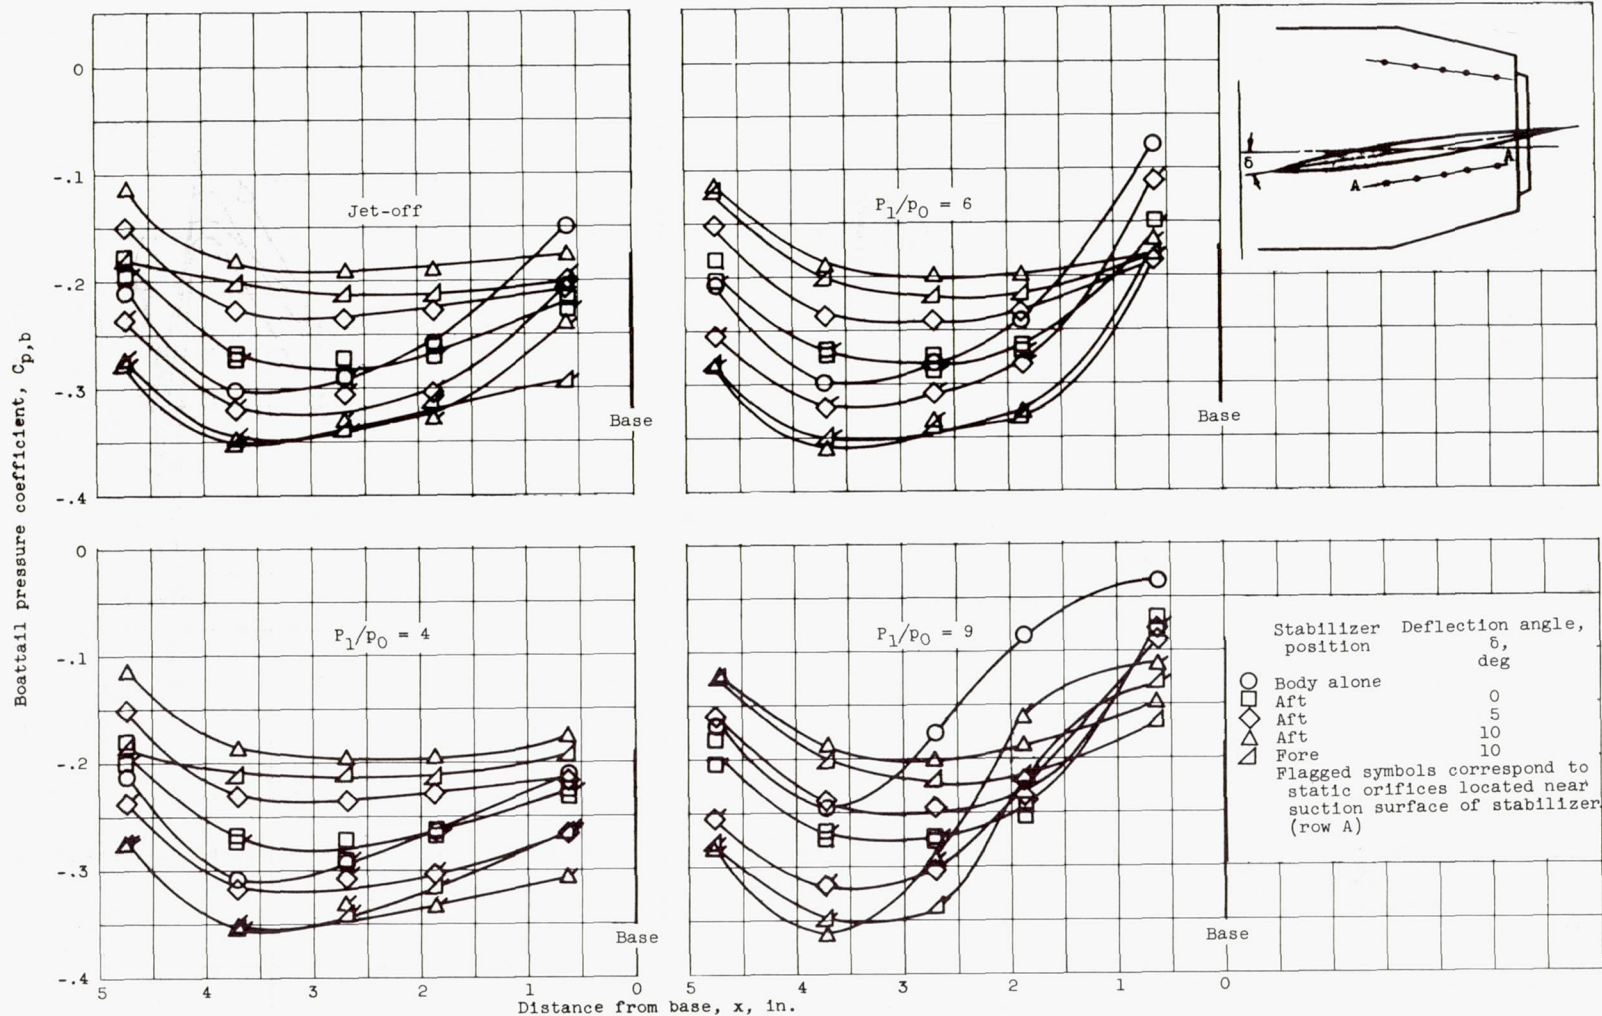 Boattail pressure coefficient, Cp,b
0
-.1
-.2
-.3
-.4
Jet-off
Base
P1/p0 = 6
Base
δ
A
A
0
-.1
-.2
-.3
-.4
P1/p0 = 4
Base
5 4 3 2 1 0
P1/p0 = 9
Base
5 4 3 2 1 0
Distance from base, x, in.
Stabilizer position Deflection angle, δ, deg
Body alone
Aft 0
Aft 5
Aft 10
Fore 10
Flagged symbols correspond to
static orifices located near
suction surface of stabilizer
(row A)